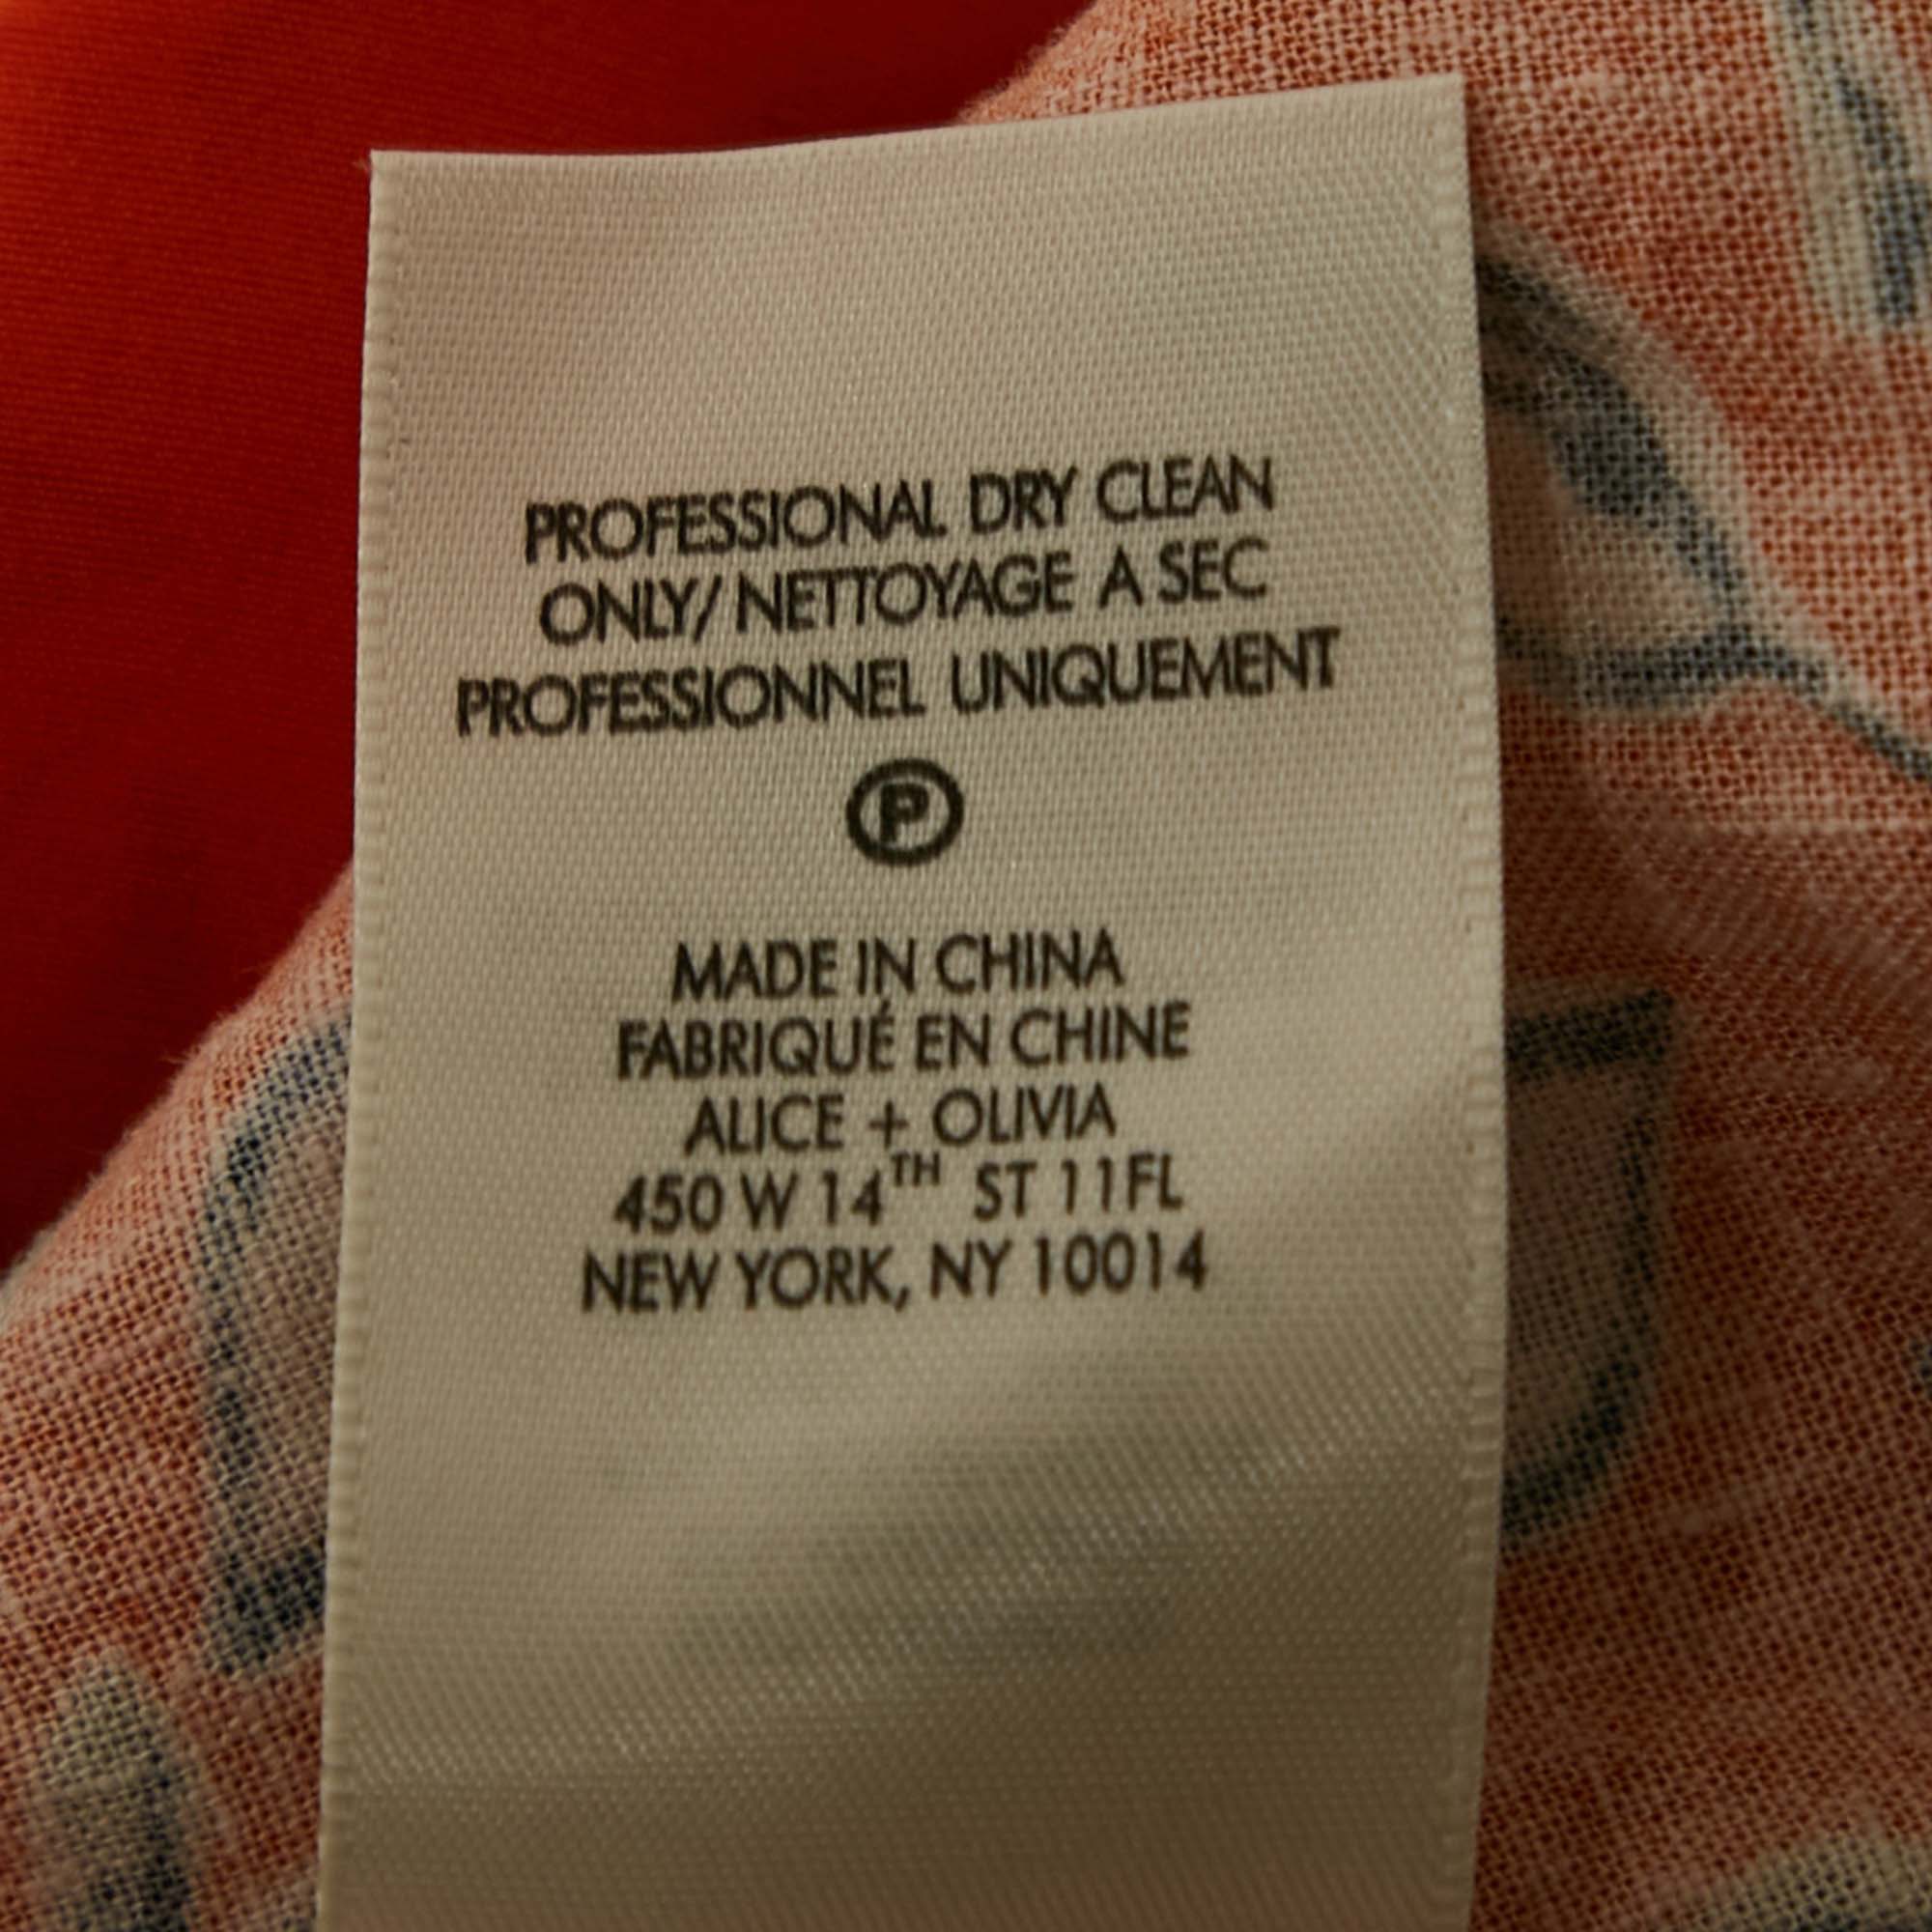 PROFESSIONAL DRY CLEAN
ONLY/ NETTOYAGE A SEC
PROFESSIONNEL UNIQUEMENT
P
MADE IN CHINA
FABRIQUÉ EN CHINE
ALICE + OLIVIA
450 W 14TH ST 11FL
NEW YORK, NY 10014